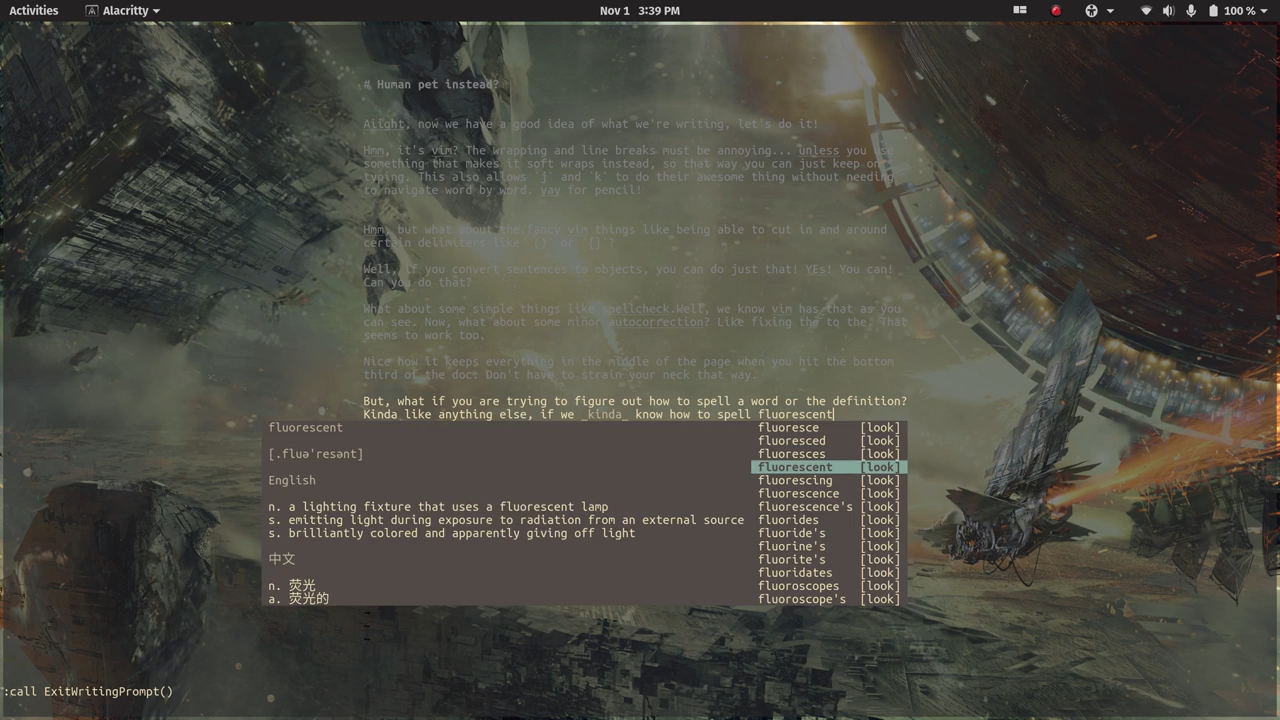 Activities Alacritty Nov 1 3:39 PM 100 %
# Human pet instead?
Ailght, now we have a good idea of what we're writing, let's do it!
Hmm, it's vim? The wrapping and line breaks must be annoying... unless you use
something that makes it soft wraps instead, so that way you can just keep on
typing. This also allows `j` and `k` to do their awesome thing without needing
to navigate word by word. yay for pencil!
Hmm, but what about the fancy vim things like being able to cut in and around
certain delimiters like `()` or `{}`?
Well, if you convert sentences to objects, you can do just that! YEs! You can!
Can you do that?
What about some simple things like spellcheck.Well, we know vim has that as you
can see. Now, what about some minor autocorrection? Like fixing the to the. That
seems to work too.
Nice how it keeps everything in the middle of the page when you hit the bottom
third of the doc. Don't have to strain your neck that way.
But, what if you are trying to figure out how to spell a word or the definition?
Kinda like anything else, if we _kinda_ know how to spell fluorescent
fluorescent
[.fluə'resənt]
English
n. a lighting fixture that uses a fluorescent lamp
s. emitting light during exposure to radiation from an external source
s. brilliantly colored and apparently giving off light
中文
n. 荧光
a. 荧光的
fluoresce [look]
fluoresced [look]
fluoresces [look]
fluorescent [look]
fluorescing [look]
fluorescence [look]
fluorescence's [look]
fluorides [look]
fluoride's [look]
fluorine's [look]
fluorite's [look]
fluoridates [look]
fluoroscopes [look]
fluoroscope's [look]
:call ExitWritingPrompt()